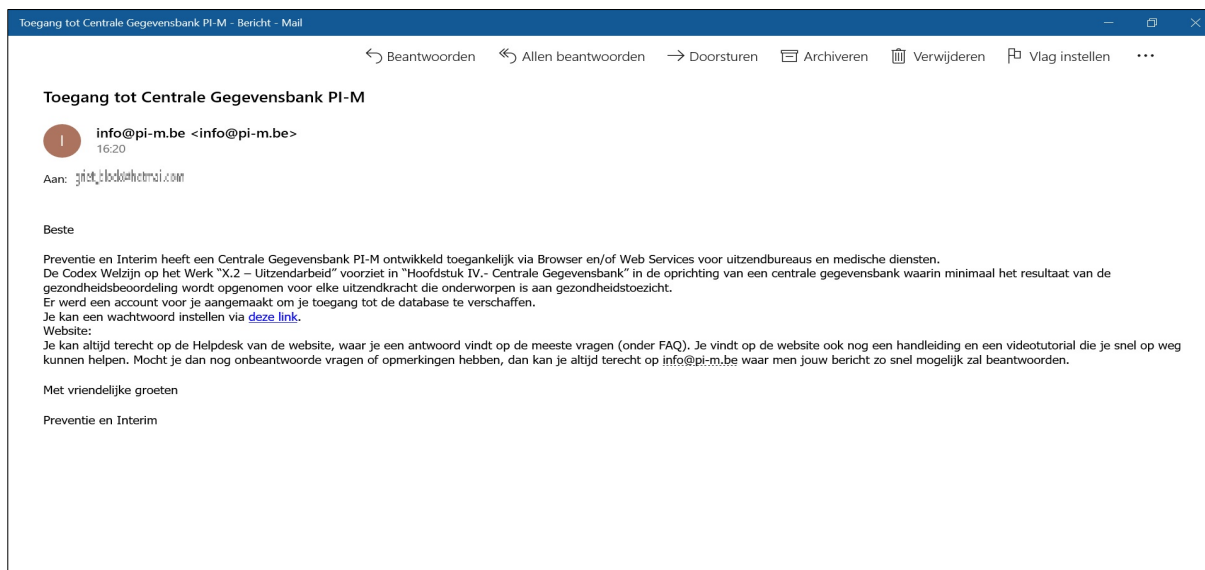 Toegang tot Centrale Gegevensbank PI-M - Bericht - Mail
Beantwoorden Allen beantwoorden Doorsturen Archiveren Verwijderen Vlag instellen ...
Toegang tot Centrale Gegevensbank PI-M
I
info@pi-m.be <info@pi-m.be>
16:20
Aan:
Beste
Preventie en Interim heeft een Centrale Gegevensbank PI-M ontwikkeld toegankelijk via Browser en/of Web Services voor uitzendbureaus en medische diensten.
De Codex Welzijn op het Werk “X.2 – Uitzendarbeid” voorziet in “Hoofdstuk IV.- Centrale Gegevensbank” in de oprichting van een centrale gegevensbank waarin minimaal het resultaat van de
gezondheidsbeoordeling wordt opgenomen voor elke uitzendkracht die onderworpen is aan gezondheidstoezicht.
Er werd een account voor je aangemaakt om je toegang tot de database te verschaffen.
Je kan een wachtwoord instellen via deze link.
Website:
Je kan altijd terecht op de Helpdesk van de website, waar je een antwoord vindt op de meeste vragen (onder FAQ). Je vindt op de website ook nog een handleiding en een videotutorial die je snel op weg
kunnen helpen. Mocht je dan nog onbeantwoorde vragen of opmerkingen hebben, dan kan je altijd terecht op info@pi-m.be waar men jouw bericht zo snel mogelijk zal beantwoorden.
Met vriendelijke groeten
Preventie en Interim